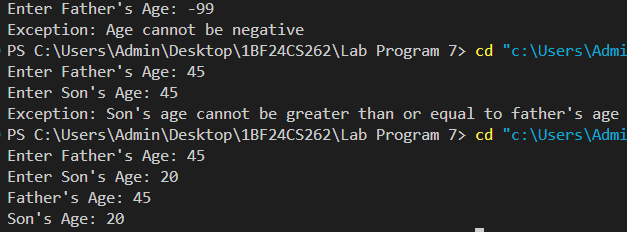 Enter Father's Age: -99
Exception: Age cannot be negative
PS C:\Users\Admin\Desktop\1BF24CS262\Lab Program 7> cd "c:\Users\Admi
Enter Father's Age: 45
Enter Son's Age: 45
Exception: Son's age cannot be greater than or equal to father's age
PS C:\Users\Admin\Desktop\1BF24CS262\Lab Program 7> cd "c:\Users\Admi
Enter Father's Age: 45
Enter Son's Age: 20
Father's Age: 45
Son's Age: 20